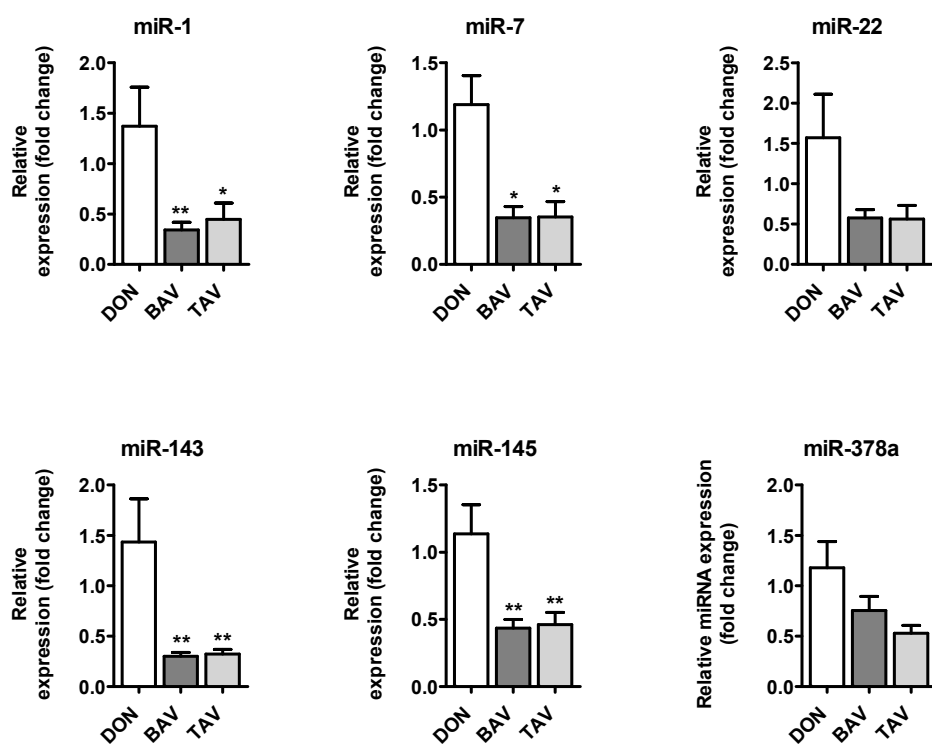 miR-1
Relative
expression (fold change)
2.0
1.5
1.0
0.5
0.0
**
*
DON
BAV
TAV
miR-7
Relative
expression (fold change)
1.5
1.0
0.5
0.0
*
*
DON
BAV
TAV
miR-22
Relative
expression (fold change)
2.5
2.0
1.5
1.0
0.5
0.0
DON
BAV
TAV
miR-143
Relative
expression (fold change)
2.0
1.5
1.0
0.5
0.0
**
**
DON
BAV
TAV
miR-145
Relative
expression (fold change)
1.5
1.0
0.5
0.0
**
**
DON
BAV
TAV
miR-378a
Relative miRNA expression
(fold change)
2.0
1.5
1.0
0.5
0.0
DON
BAV
TAV